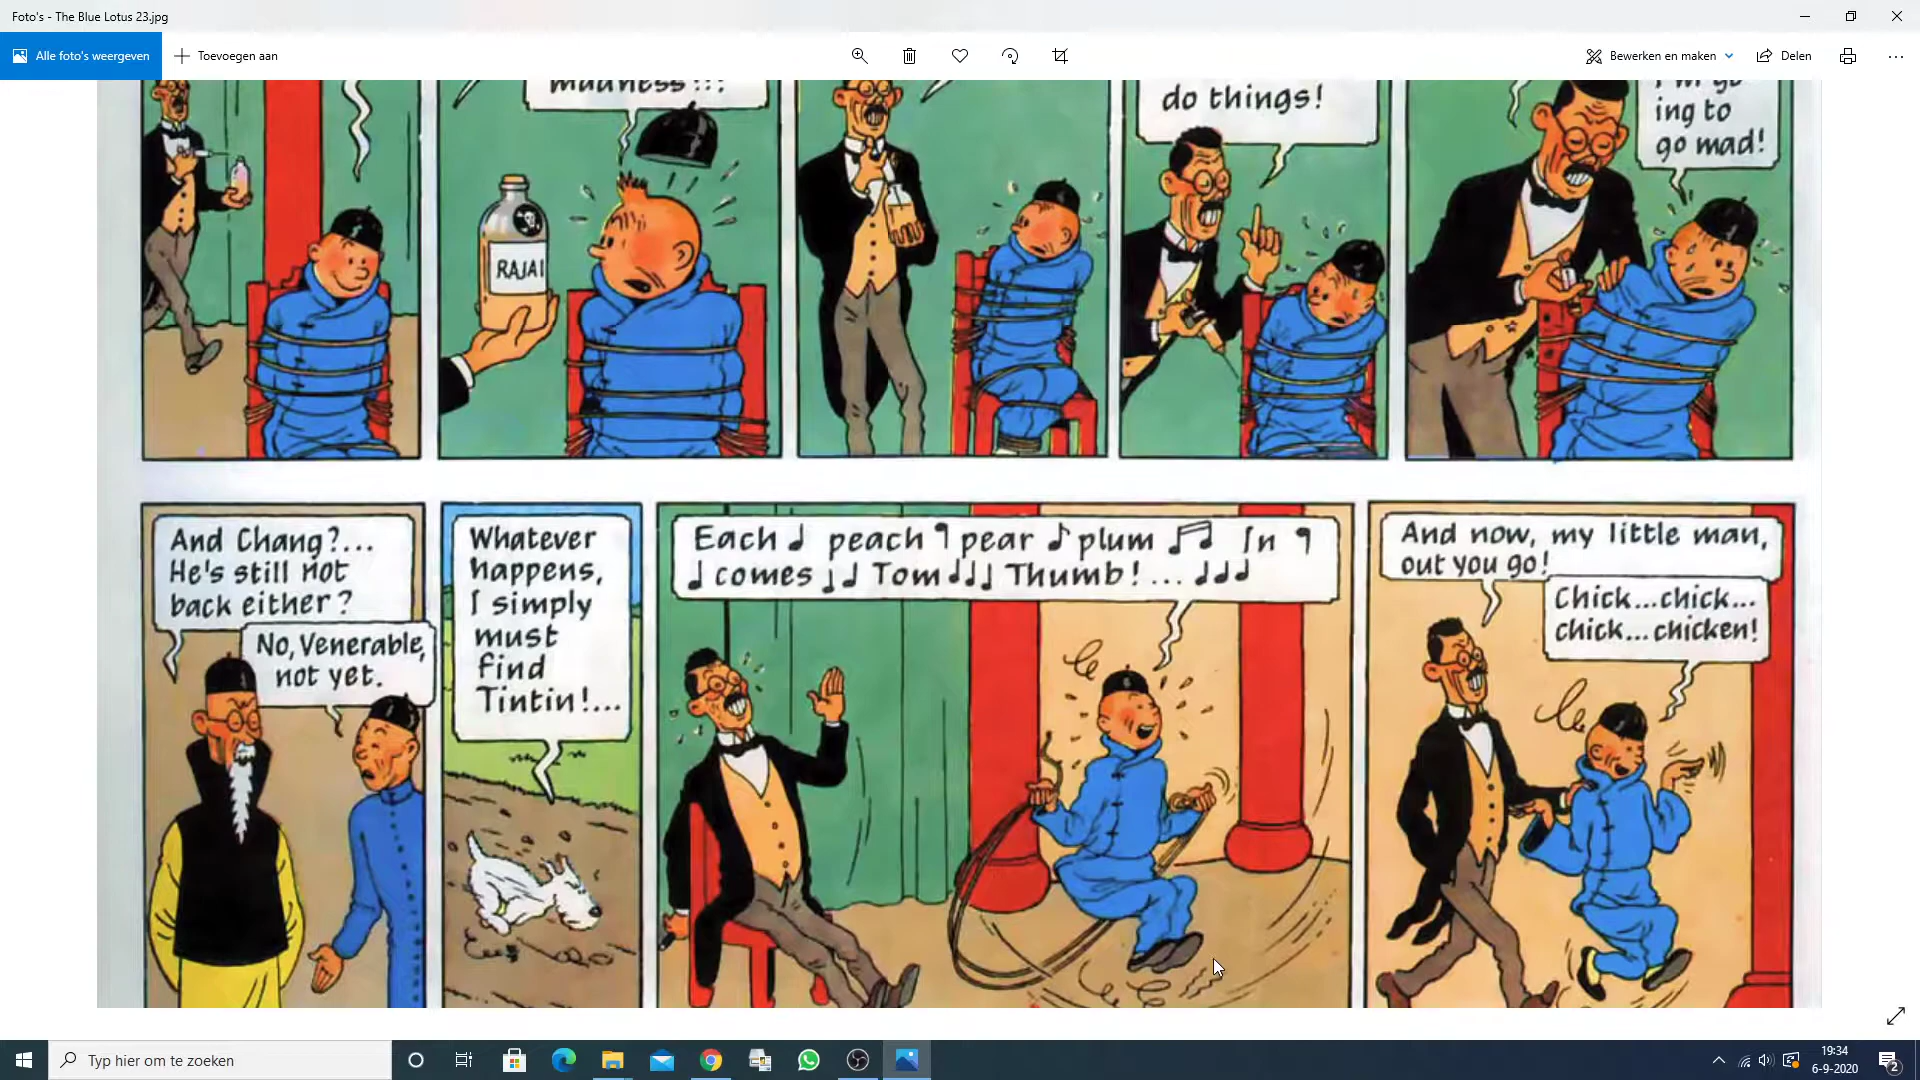 Foto's - The Blue Lotus 23.jpg
Alle foto's weergeven
Toevoegen aan
Bewerken en maken
Delen
madness!!?
do things!
ing to
go mad!
RAJAI
And Chang?...
He's still not
back either?
No, Venerable,
not yet.
Whatever
happens,
I simply
must
find
Tintin!...
Each peach pear plum In
comes Tom Thumb!...
And now, my little man,
out you go!
Chick...chick...
chick...chicken!
Typ hier om te zoeken
19:34
6-9-2020
2